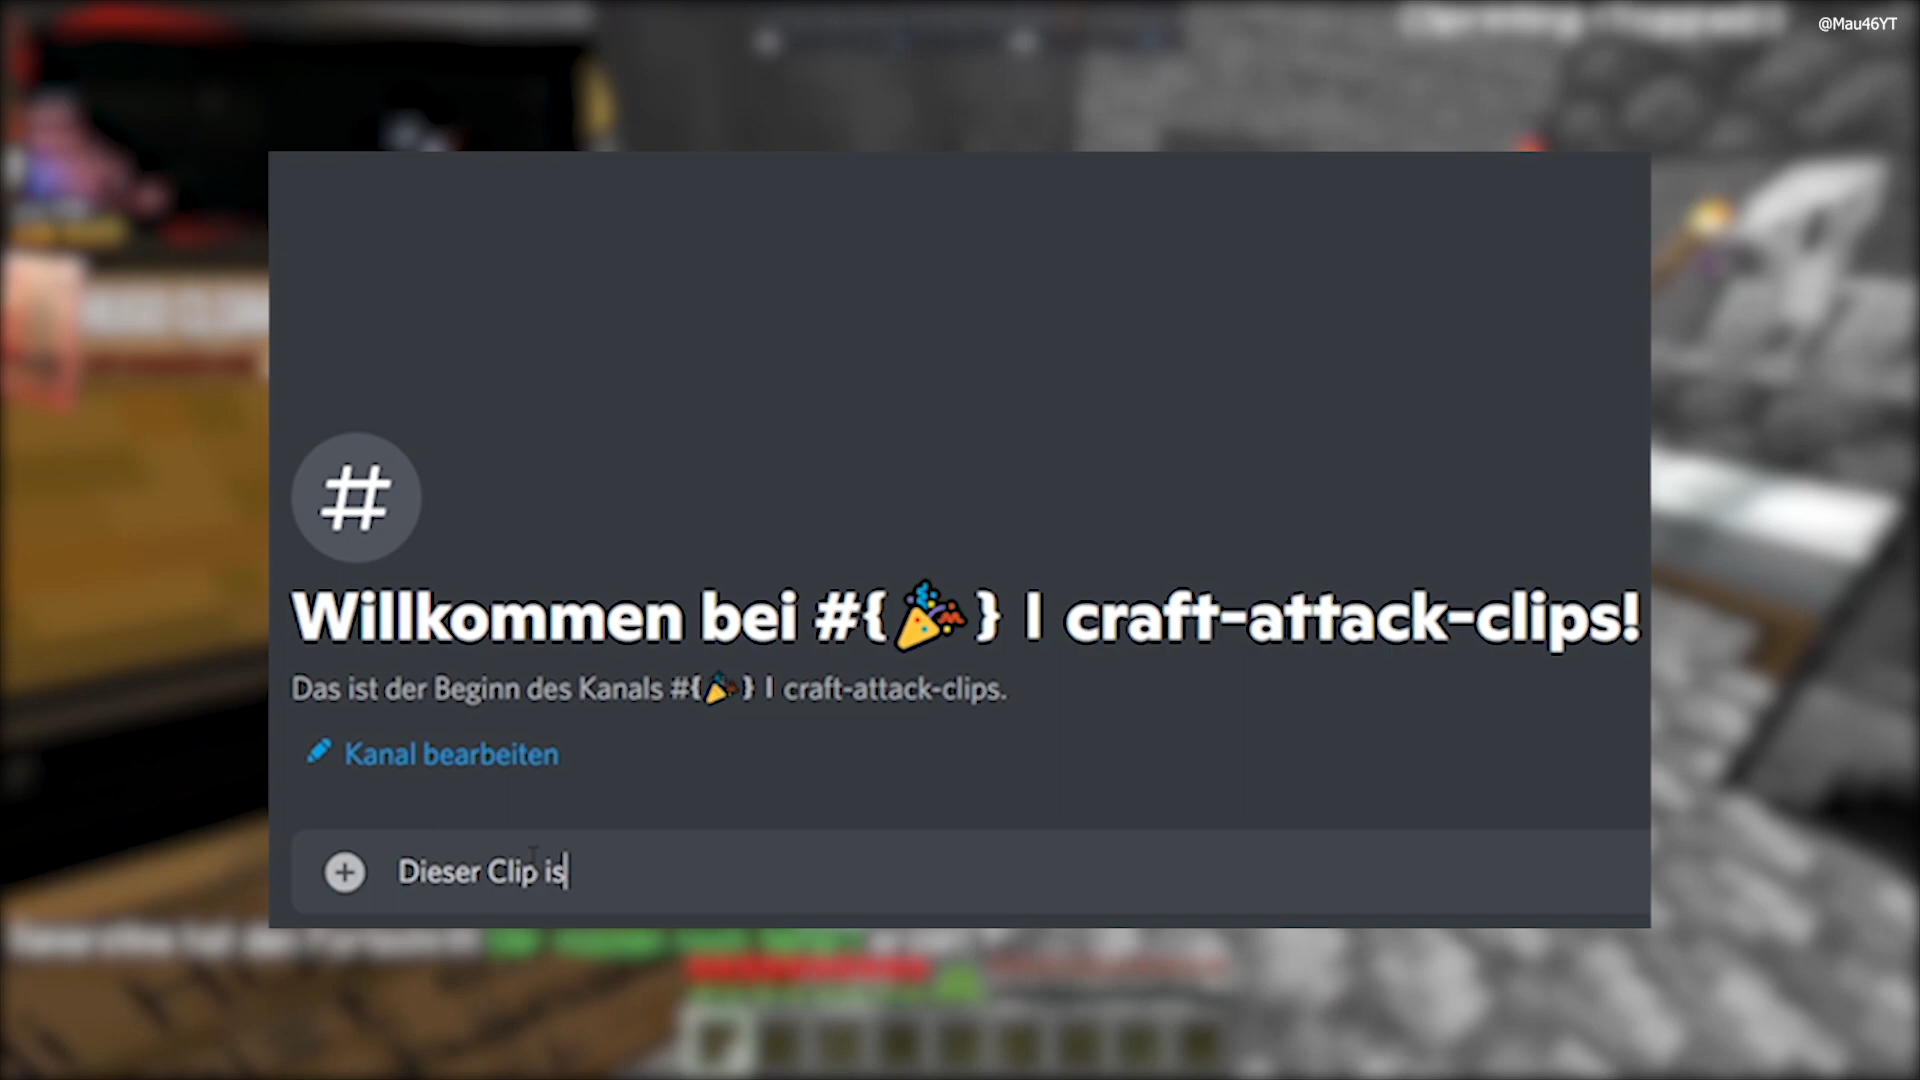 @Mau46YT
Willkommen bei #{🎉} | craft-attack-clips!
Das ist der Beginn des Kanals #{🎉} | craft-attack-clips.
Kanal bearbeiten
Dieser Clip is